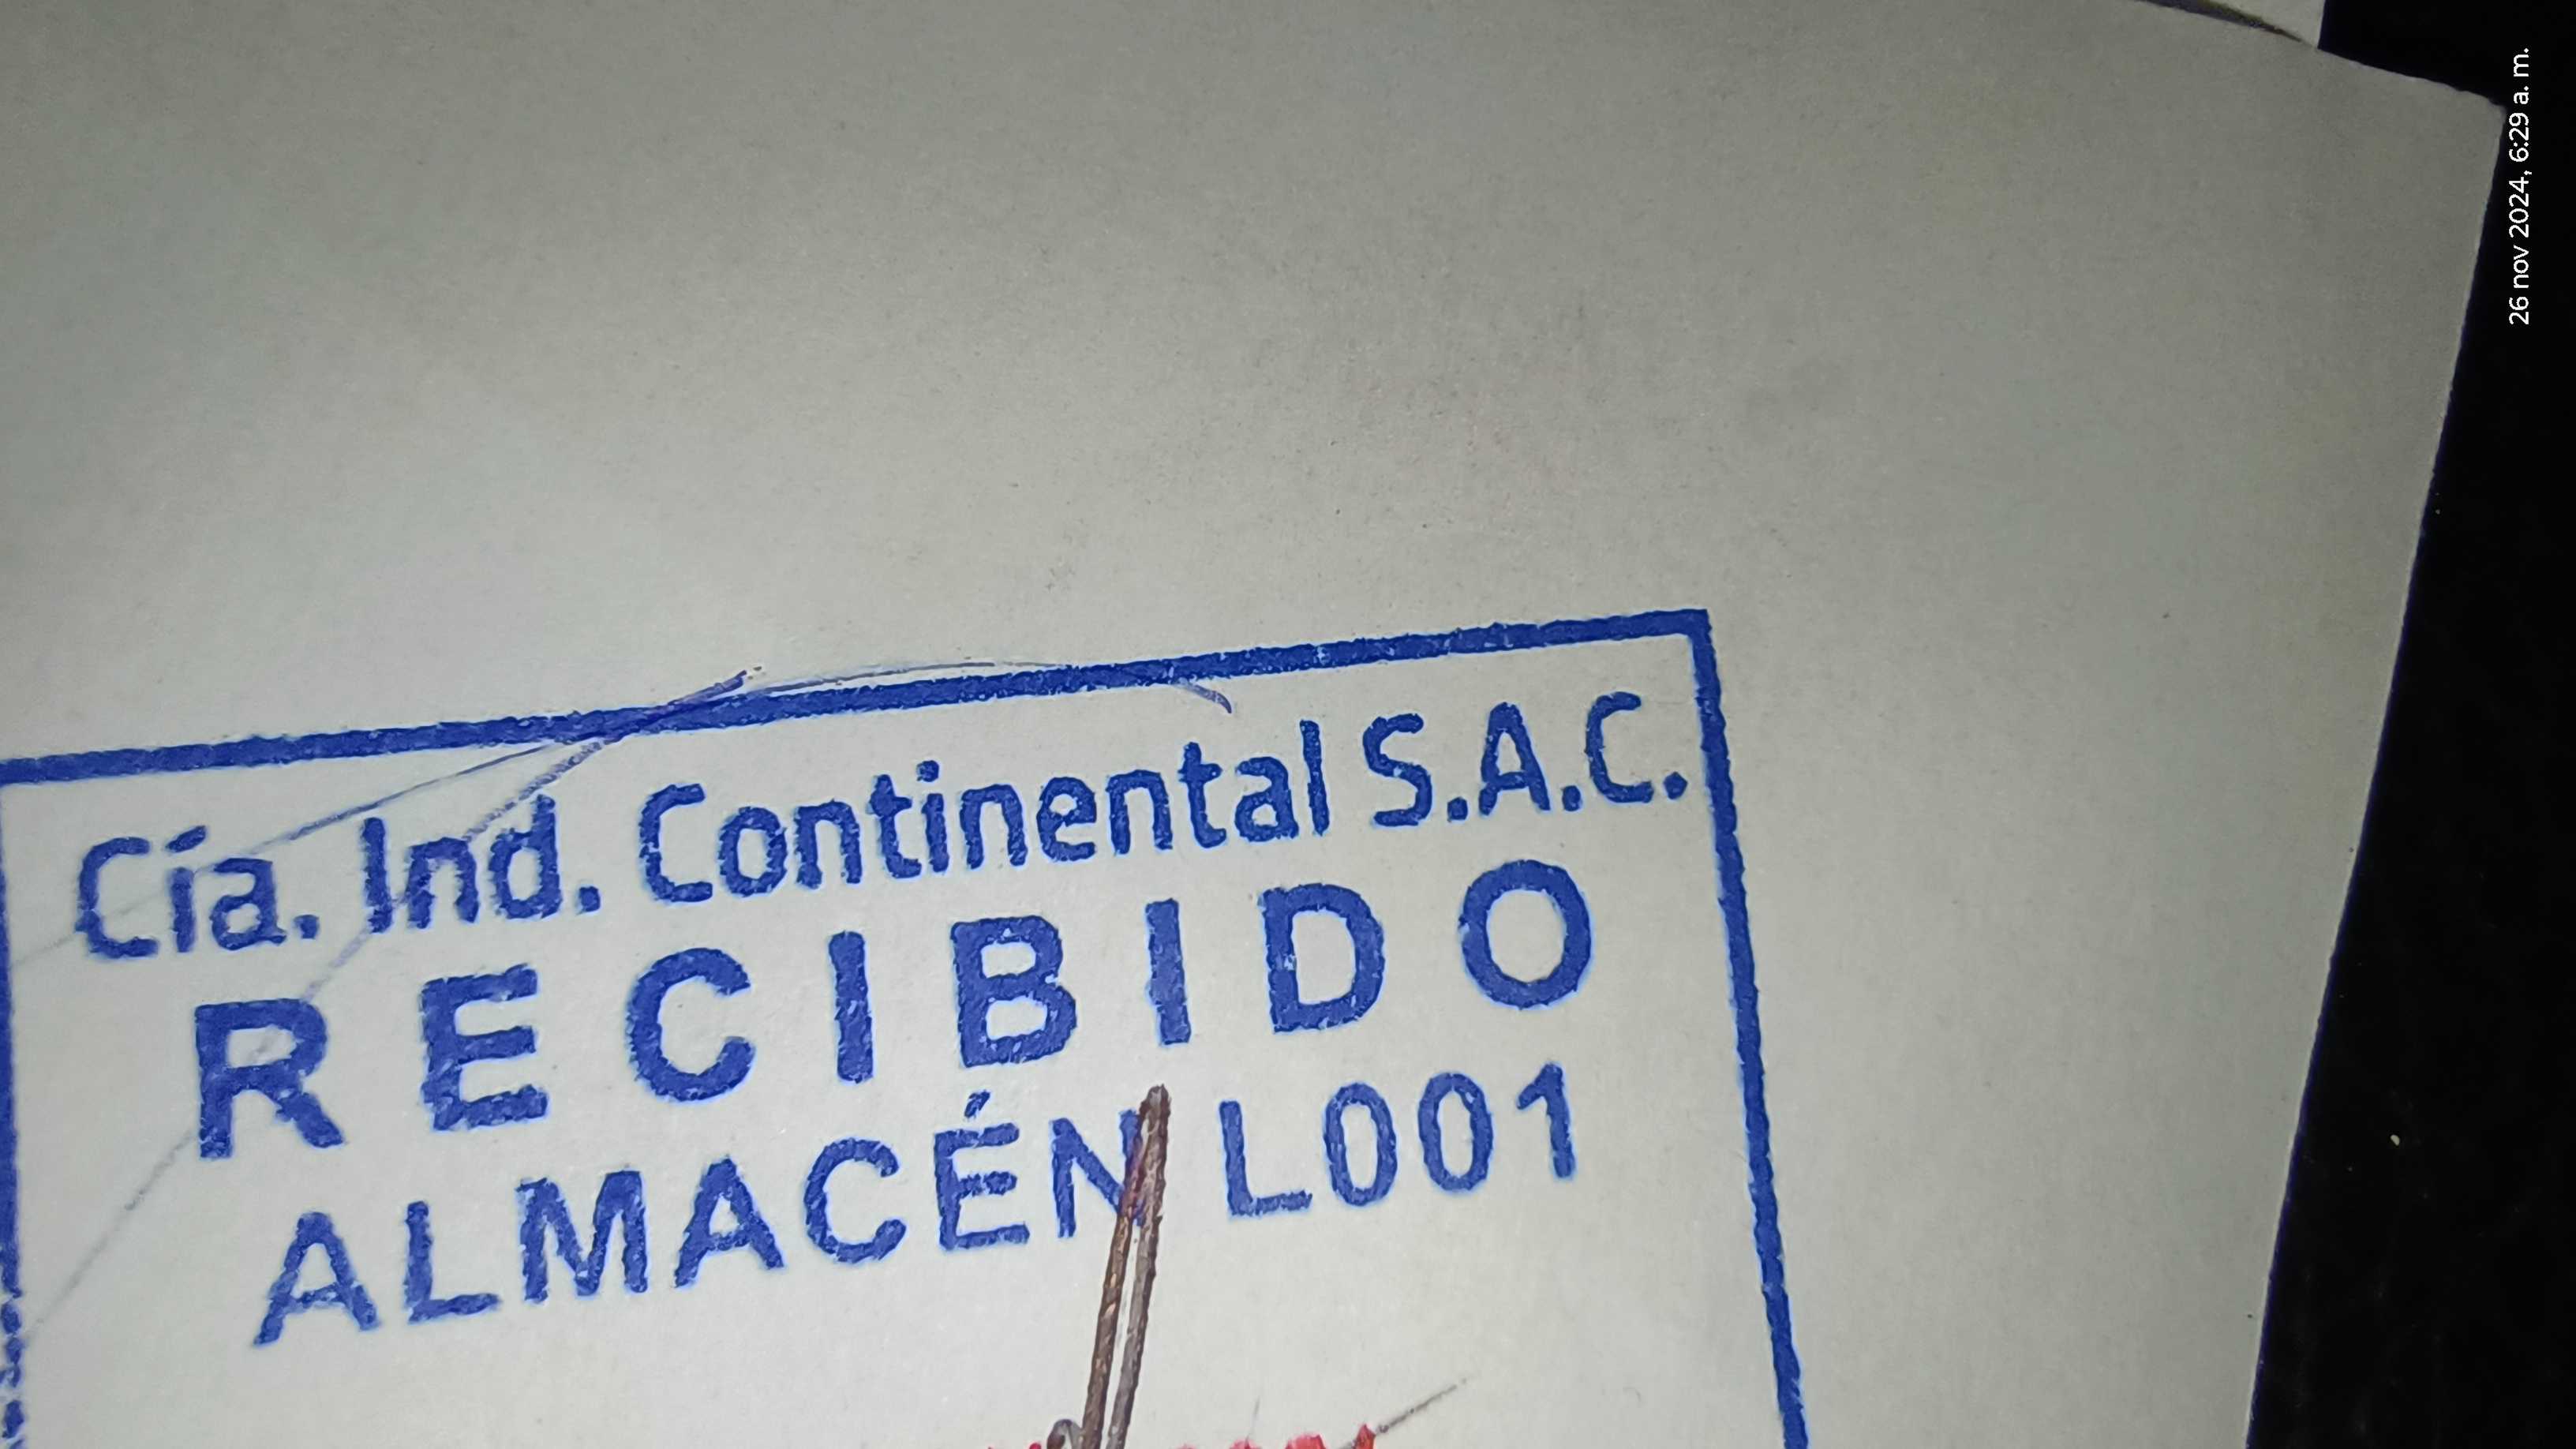 Cía. Ind. Continental S.A.C.
RECIBIDO
ALMACÉN L001
26 nov 2024, 6:29 a. m.